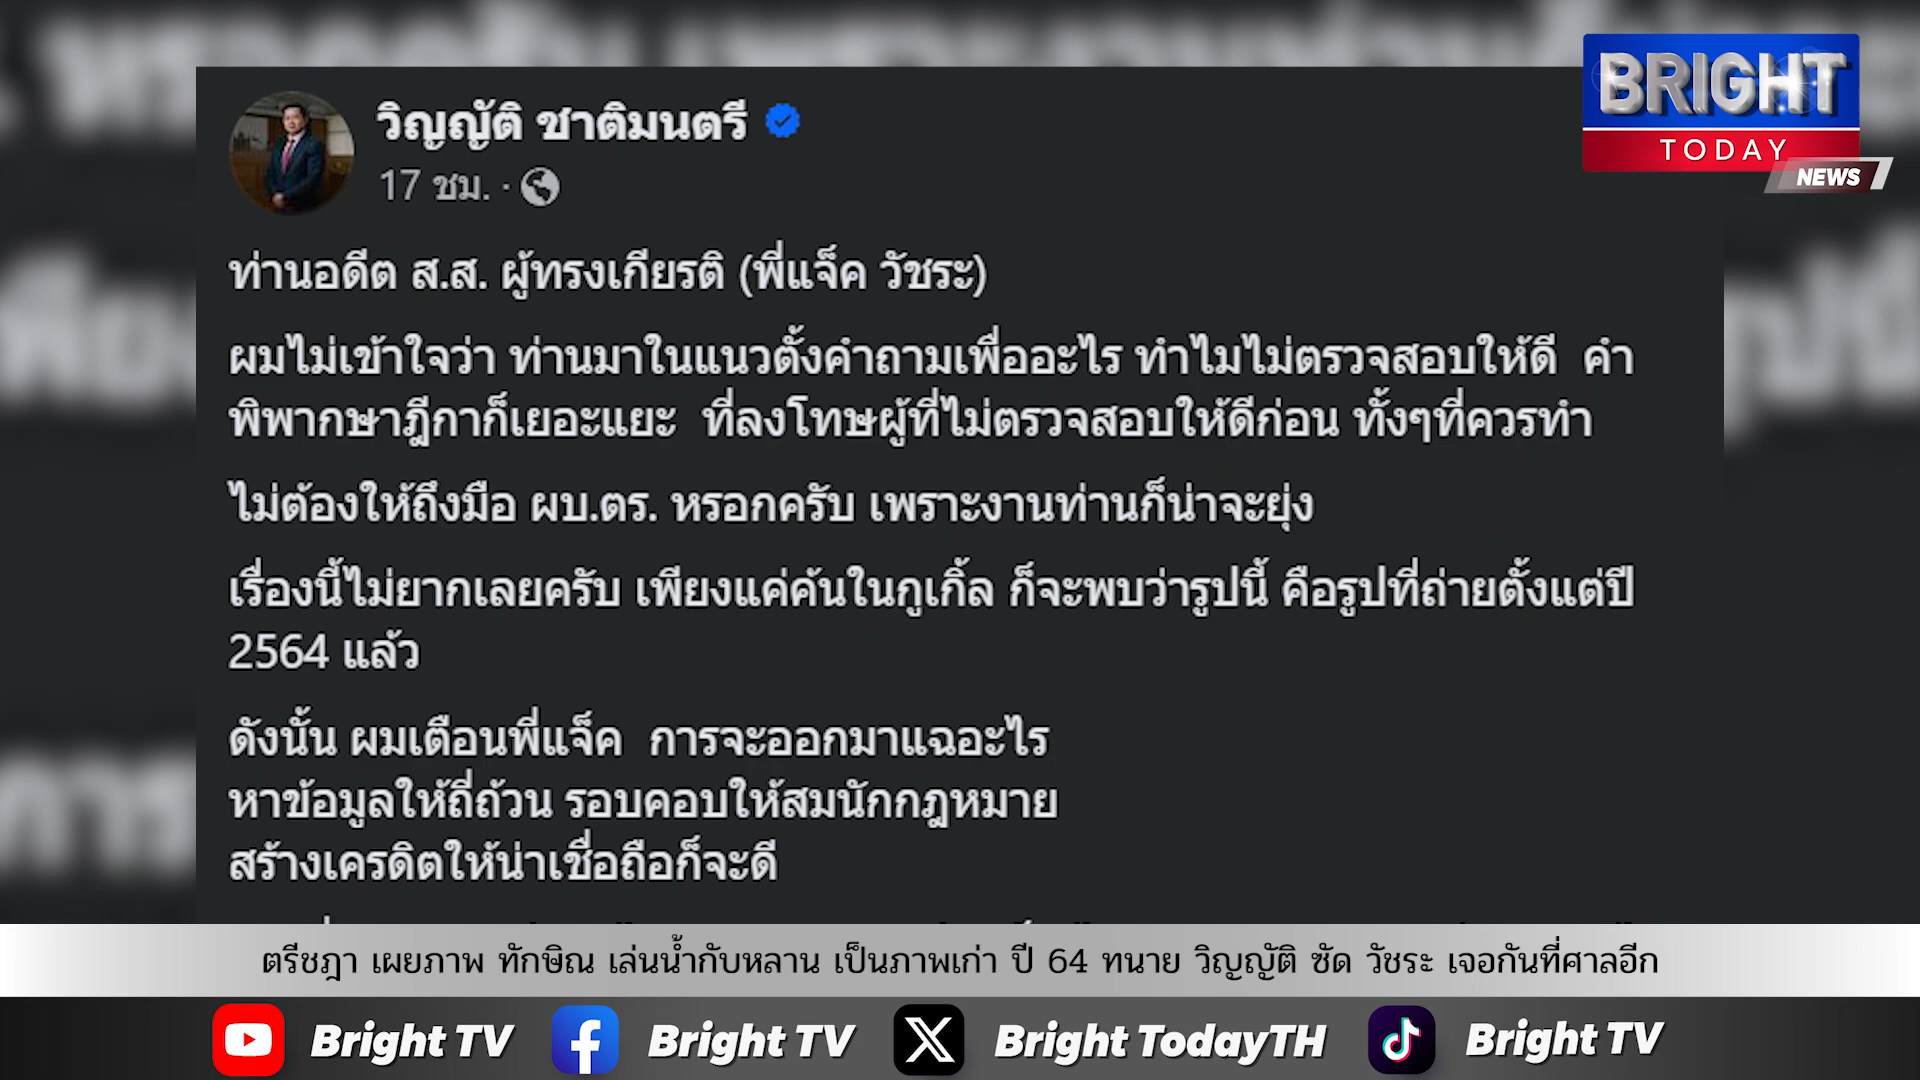 BRIGHT
TODAY
NEWS
วิญญัติ ชาติมนตรี
17 ชม. ·
ท่านอดีต ส.ส. ผู้ทรงเกียรติ (พี่แจ็ค วัชระ)
ผมไม่เข้าใจว่า ท่านมาในแนวตั้งคำถามเพื่ออะไร ทำไมไม่ตรวจสอบให้ดี คำ
พิพากษาฎีกาก็เยอะแยะ ที่ลงโทษผู้ที่ไม่ตรวจสอบให้ดีก่อน ทั้งๆที่ควรทำ
ไม่ต้องให้ถึงมือ ผบ.ตร. หรอกครับ เพราะงานท่านก็น่าจะยุ่ง
เรื่องนี้ไม่ยากเลยครับ เพียงแค่ค้นในกูเกิ้ล ก็จะพบว่ารูปนี้ คือรูปที่ถ่ายตั้งแต่ปี
2564 แล้ว
ดังนั้น ผมเตือนพี่แจ็ค การจะออกมาแฉอะไร
หาข้อมูลให้ถี่ถ้วน รอบคอบให้สมนักกฎหมาย
สร้างเครดิตให้น่าเชื่อถือก็จะดี
ตรีชฎา เผยภาพ ทักษิณ เล่นน้ำกับหลาน เป็นภาพเก่า ปี 64 ทนาย วิญญัติ ซัด วัชระ เจอกันที่ศาลอีก
Bright TV Bright TV Bright TodayTH Bright TV